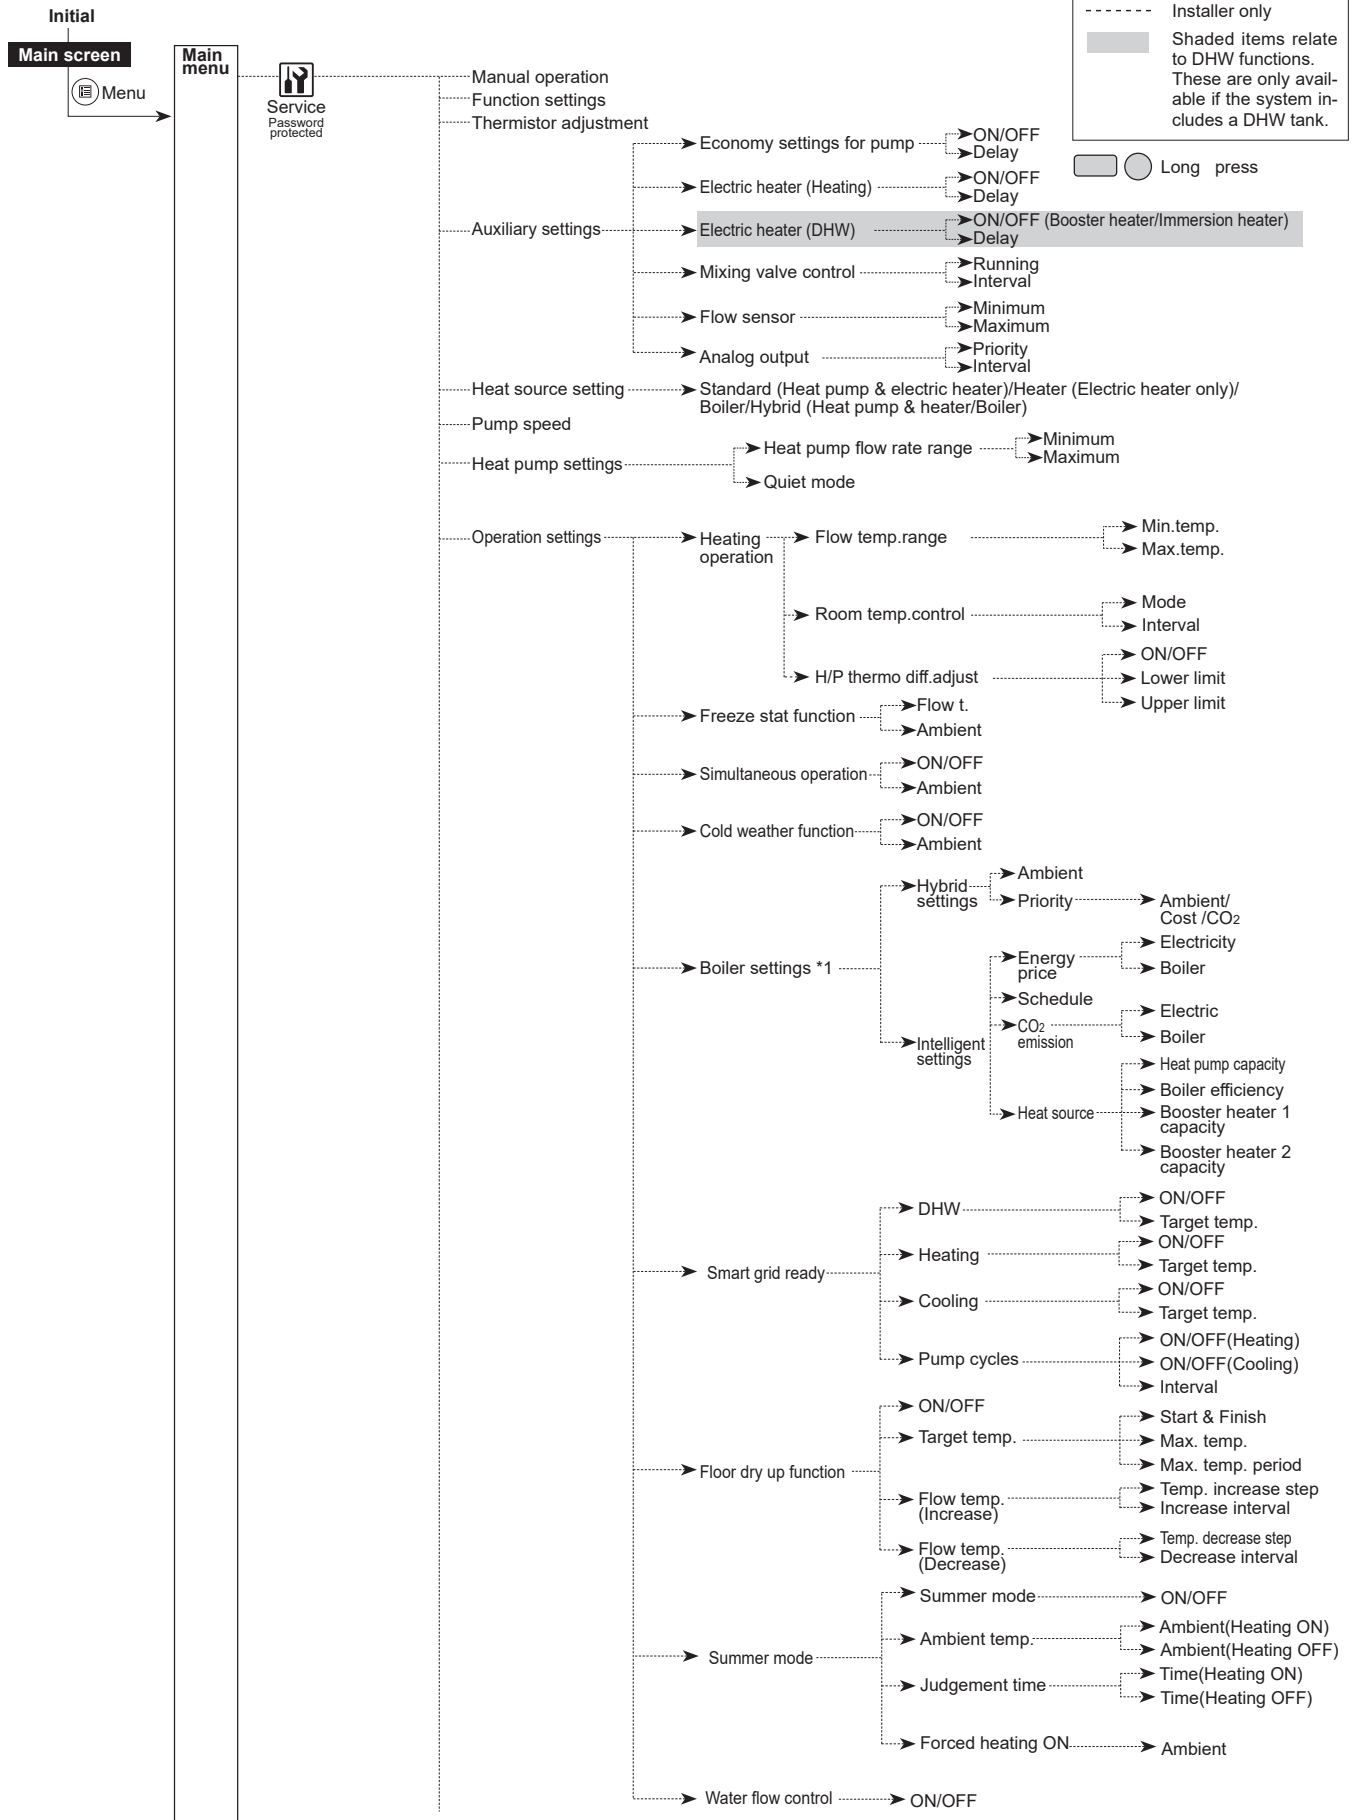 Initial
Main screen
Menu
Main
menu
Service
Password
protected
Installer only
Shaded items relate
to DHW functions.
These are only avail-
able if the system in-
cludes a DHW tank.
Long press
Manual operation
Function settings
Thermistor adjustment
Auxiliary settings
Economy settings for pump
ON/OFF
Delay
Electric heater (Heating)
ON/OFF
Delay
Electric heater (DHW)
ON/OFF (Booster heater/Immersion heater)
Delay
Mixing valve control
Running
Interval
Flow sensor
Minimum
Maximum
Analog output
Priority
Interval
Heat source setting
Standard (Heat pump & electric heater)/Heater (Electric heater only)/
Boiler/Hybrid (Heat pump & heater/Boiler)
Pump speed
Heat pump settings
Heat pump flow rate range
Minimum
Maximum
Quiet mode
Operation settings
Heating
operation
Flow temp.range
Min.temp.
Max.temp.
Room temp.control
Mode
Interval
H/P thermo diff.adjust
ON/OFF
Lower limit
Upper limit
Freeze stat function
Flow t.
Ambient
Simultaneous operation
ON/OFF
Ambient
Cold weather function
ON/OFF
Ambient
Boiler settings *1
Hybrid
settings
Ambient
Priority
Ambient/
Cost /CO2
Intelligent
settings
Energy
price
Electricity
Boiler
Schedule
CO2
emission
Electric
Boiler
Heat source
Heat pump capacity
Boiler efficiency
Booster heater 1
capacity
Booster heater 2
capacity
Smart grid ready
DHW
ON/OFF
Target temp.
Heating
ON/OFF
Target temp.
Cooling
ON/OFF
Target temp.
Pump cycles
ON/OFF(Heating)
ON/OFF(Cooling)
Interval
Floor dry up function
ON/OFF
Target temp.
Start & Finish
Max. temp.
Max. temp. period
Flow temp.
(Increase)
Temp. increase step
Increase interval
Flow temp.
(Decrease)
Temp. decrease step
Decrease interval
Summer mode
Summer mode
ON/OFF
Ambient temp.
Ambient(Heating ON)
Ambient(Heating OFF)
Judgement time
Time(Heating ON)
Time(Heating OFF)
Forced heating ON
Ambient
Water flow control
ON/OFF